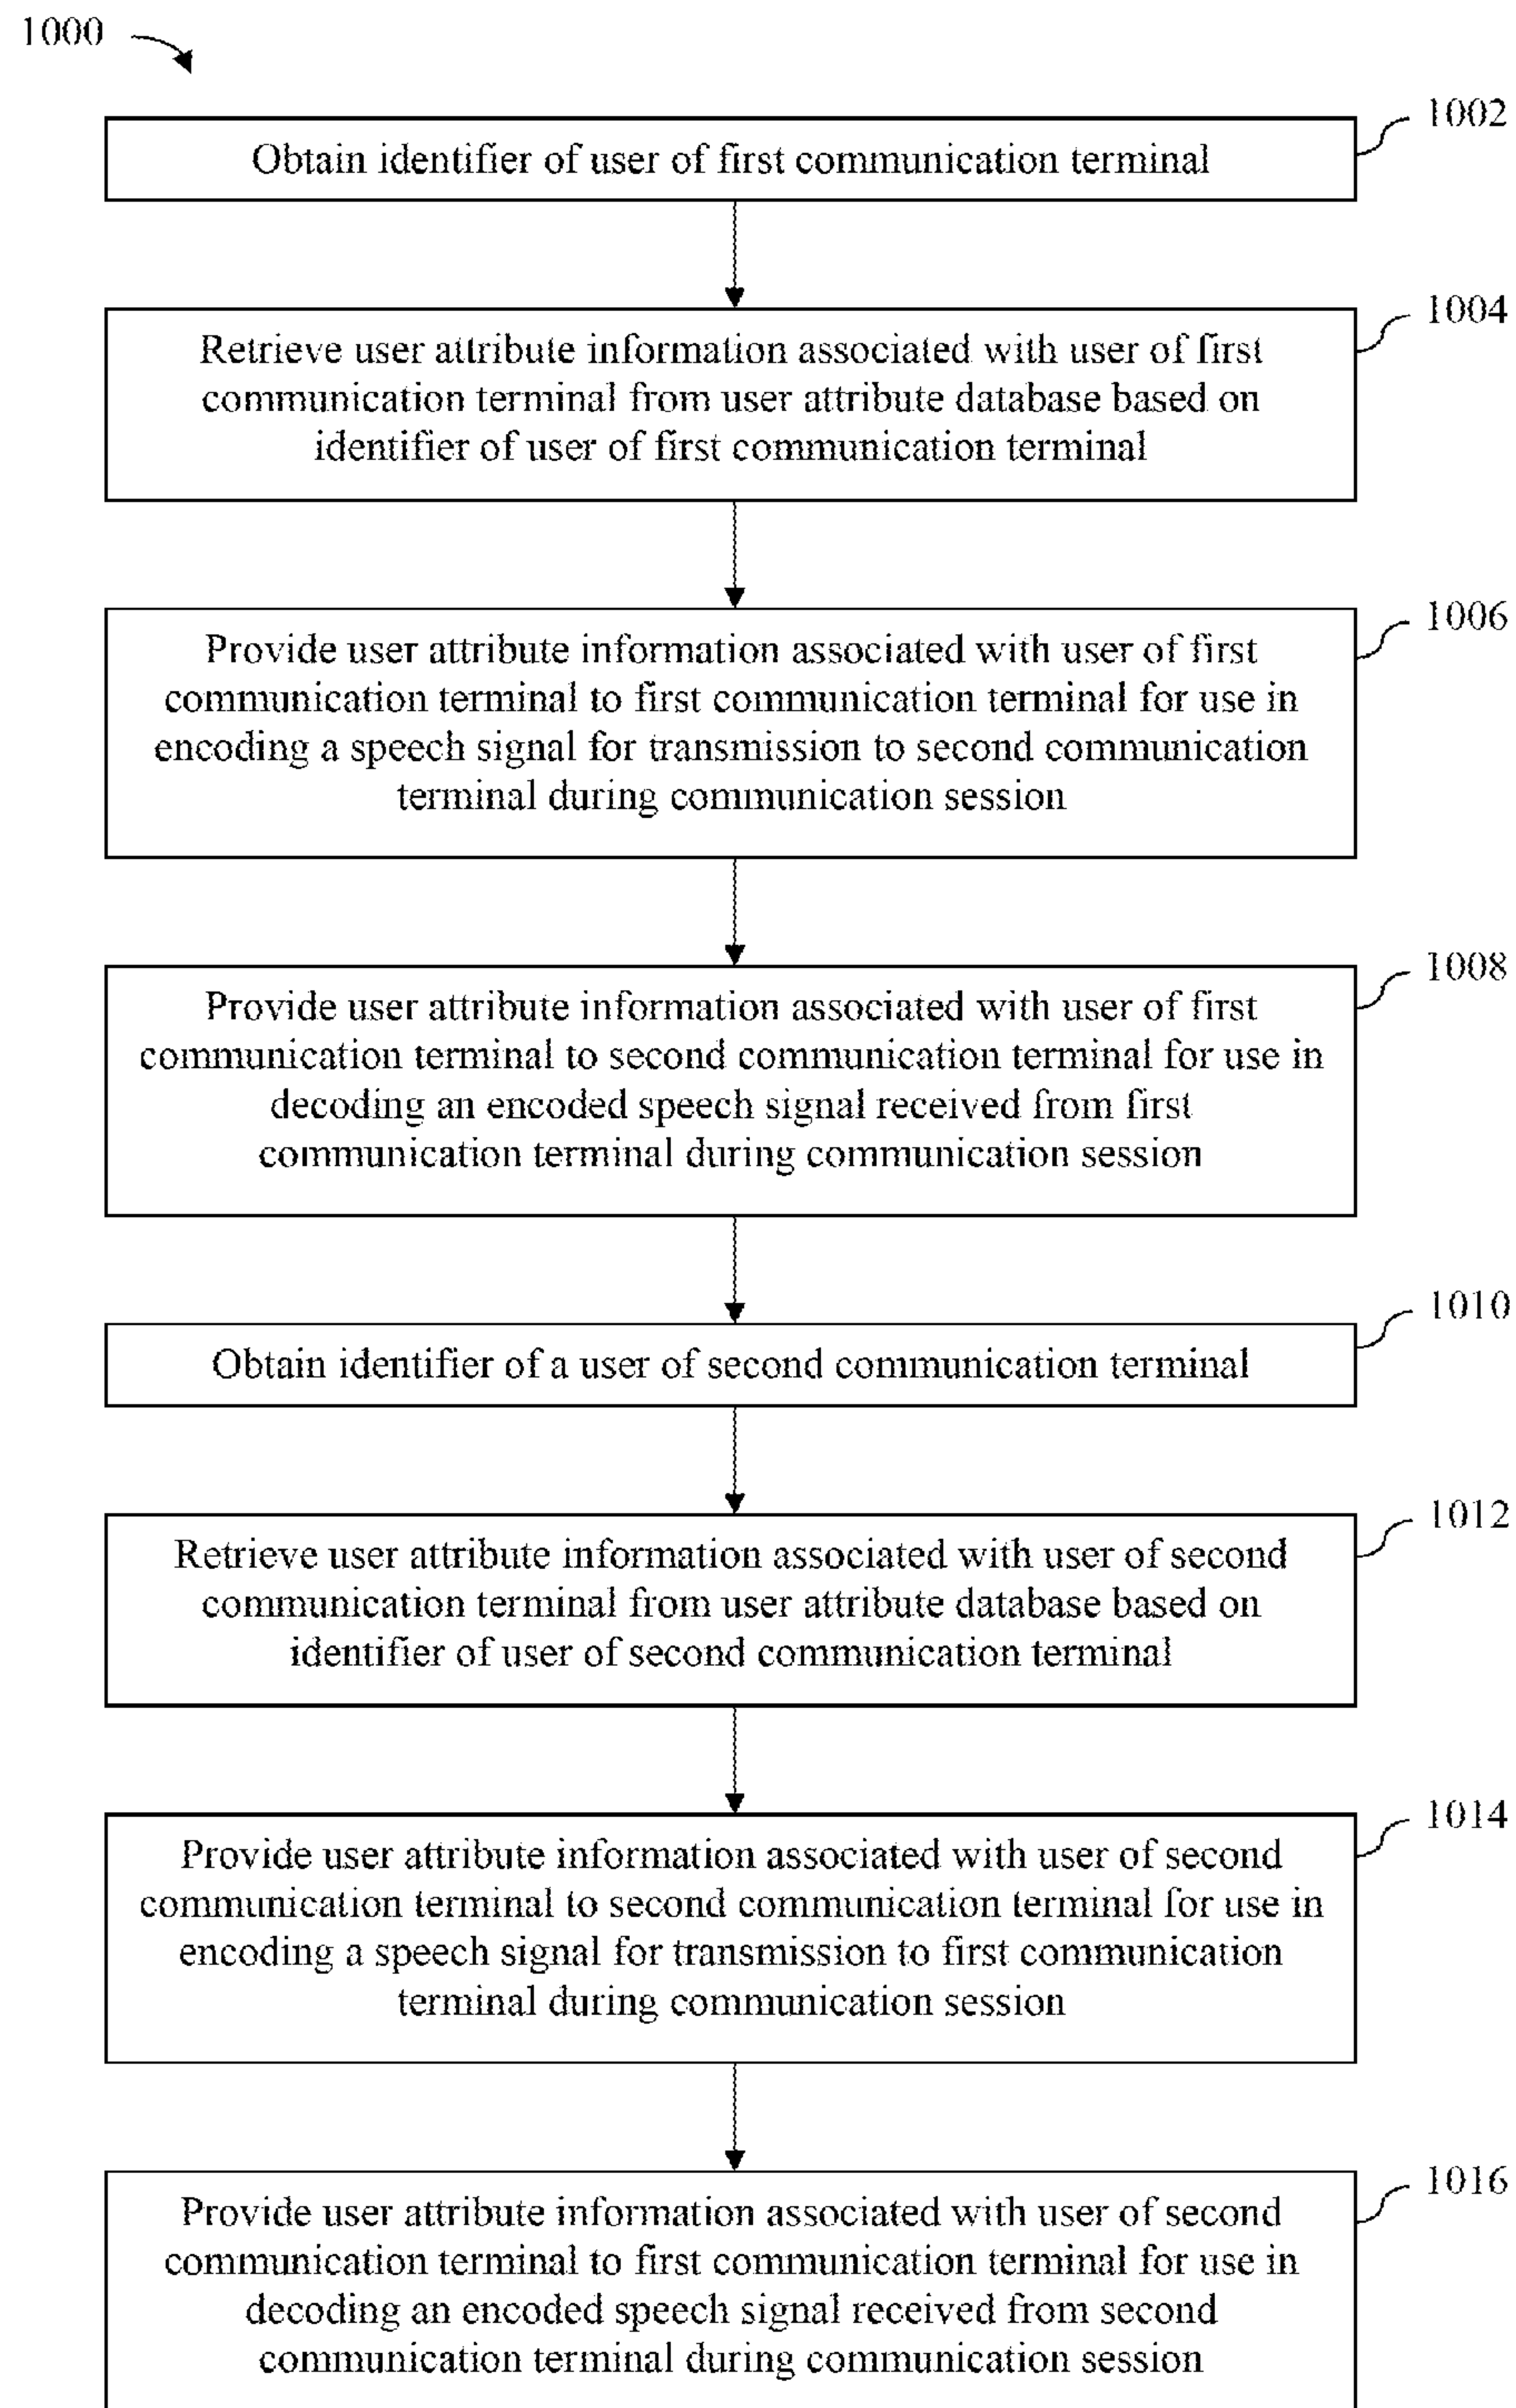 1000
1002
Obtain identifier of user of first communication terminal
1004
Retrieve user attribute information associated with user of first
communication terminal from user attribute database based on
identifier of user of first communication terminal
1006
Provide user attribute information associated with user of first
communication terminal to first communication terminal for use in
encoding a speech signal for transmission to second communication
terminal during communication session
1008
Provide user attribute information associated with user of first
communication terminal to second communication terminal for use in
decoding an encoded speech signal received from first
communication terminal during communication session
1010
Obtain identifier of a user of second communication terminal
1012
Retrieve user attribute information associated with user of second
communication terminal from user attribute database based on
identifier of user of second communication terminal
1014
Provide user attribute information associated with user of second
communication terminal to second communication terminal for use in
encoding a speech signal for transmission to first communication
terminal during communication session
1016
Provide user attribute information associated with user of second
communication terminal to first communication terminal for use in
decoding an encoded speech signal received from second
communication terminal during communication session